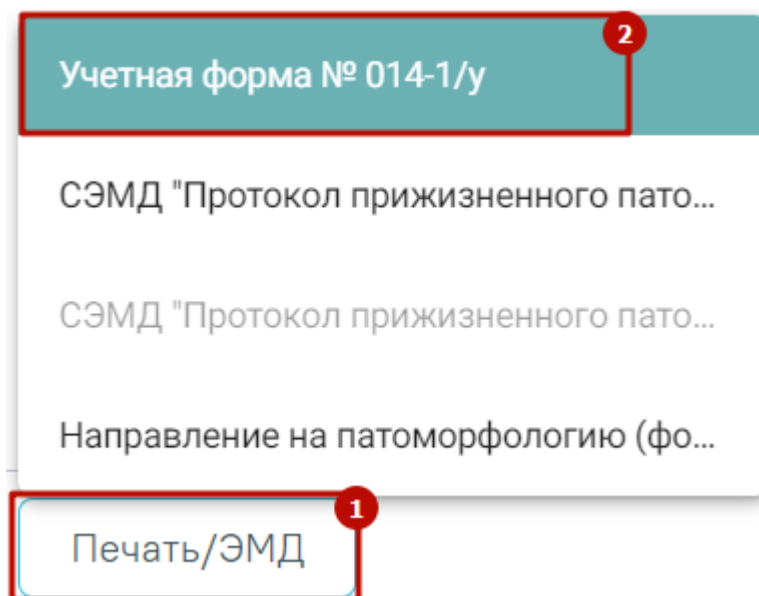 2
Учетная форма № 014-1/у
СЭМД "Протокол прижизненного пато...
СЭМД "Протокол прижизненного пато...
Направление на патоморфологию (фо...
1
Печать/ЭМД